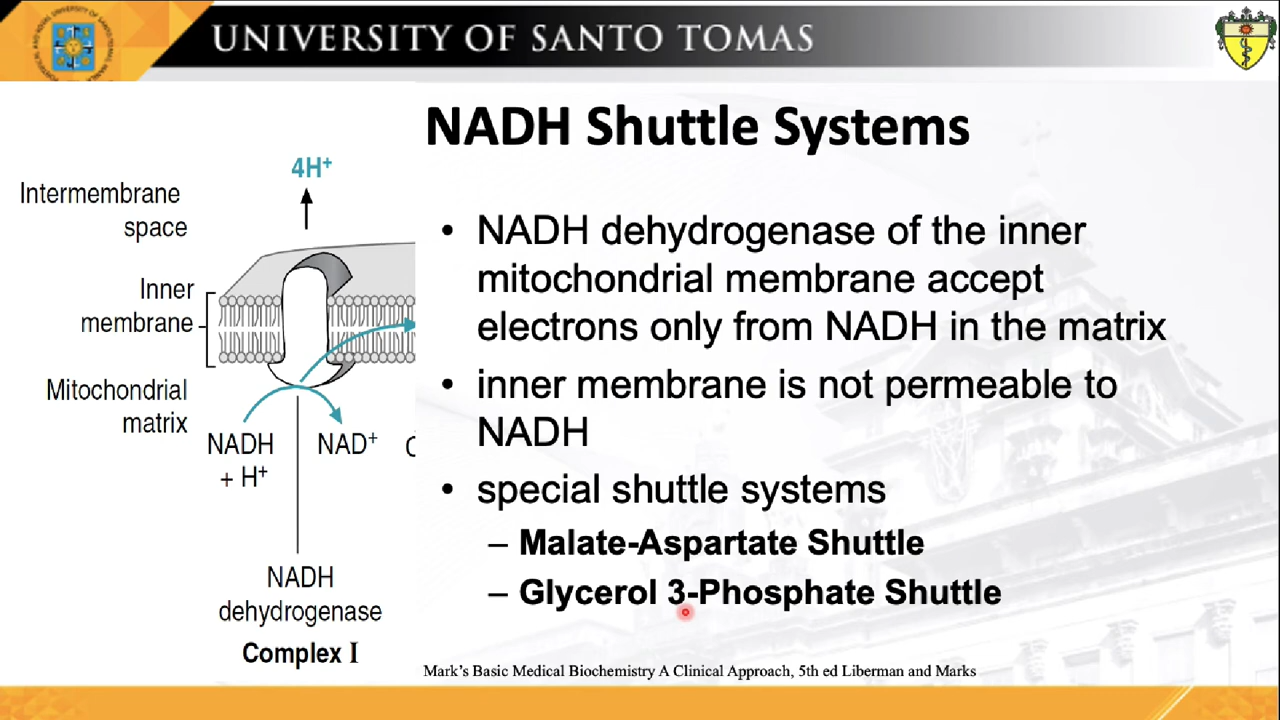 UNIVERSITY OF SANTO TOMAS
NADH Shuttle Systems
4H⁺
Intermembrane
space
Inner
membrane
Mitochondrial
matrix
NADH
+ H⁺
NAD⁺
NADH
dehydrogenase
Complex I
• NADH dehydrogenase of the inner
mitochondrial membrane accept
electrons only from NADH in the matrix
• inner membrane is not permeable to
NADH
• special shuttle systems
– Malate-Aspartate Shuttle
– Glycerol 3-Phosphate Shuttle
Mark's Basic Medical Biochemistry A Clinical Approach, 5th ed Liberman and Marks